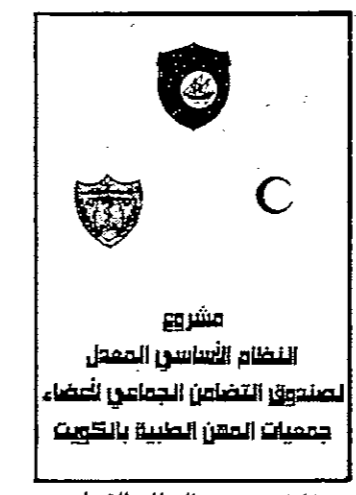 مشروع
النظام الأساسي المعدل
لصندوق التضامن الجماعي لأعضاء
جمعيات المهن الطبية بالكويت